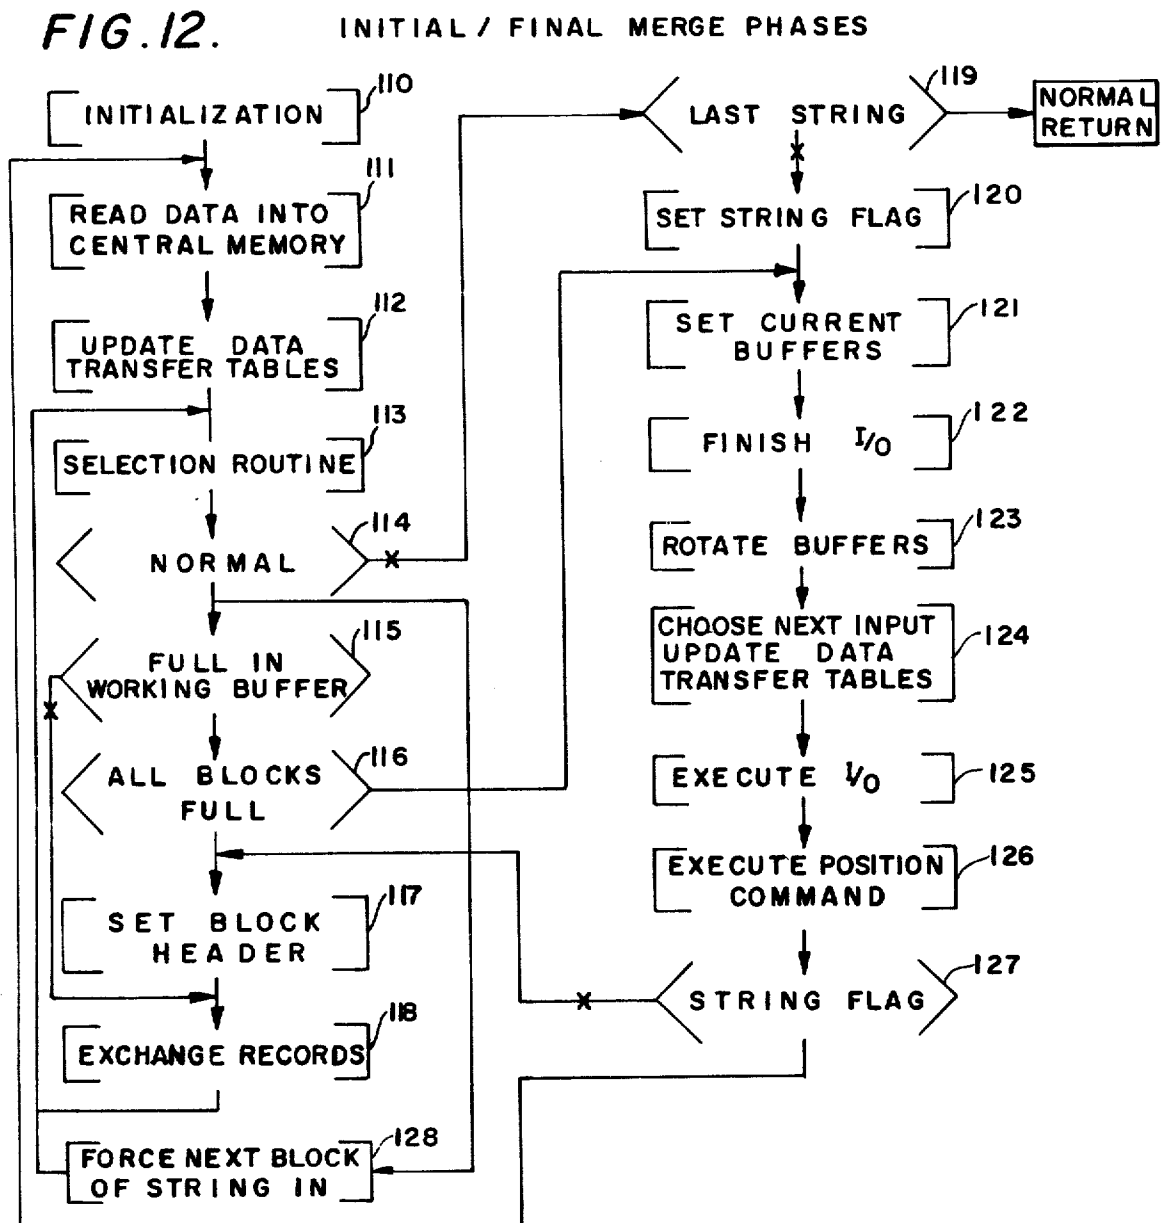 FIG.12.
INITIAL / FINAL MERGE PHASES
110
INITIALIZATION
111
READ DATA INTO
CENTRAL MEMORY
112
UPDATE DATA
TRANSFER TABLES
113
SELECTION ROUTINE
114
NORMAL
X
115
FULL IN
WORKING BUFFER
X
116
ALL BLOCKS
FULL
117
SET BLOCK
HEADER
118
EXCHANGE RECORDS
128
FORCE NEXT BLOCK
OF STRING IN
119
LAST STRING
X
NORMAL
RETURN
120
SET STRING FLAG
121
SET CURRENT
BUFFERS
122
FINISH I/O
123
ROTATE BUFFERS
124
CHOOSE NEXT INPUT
UPDATE DATA
TRANSFER TABLES
125
EXECUTE I/O
126
EXECUTE POSITION
COMMAND
127
STRING FLAG
X